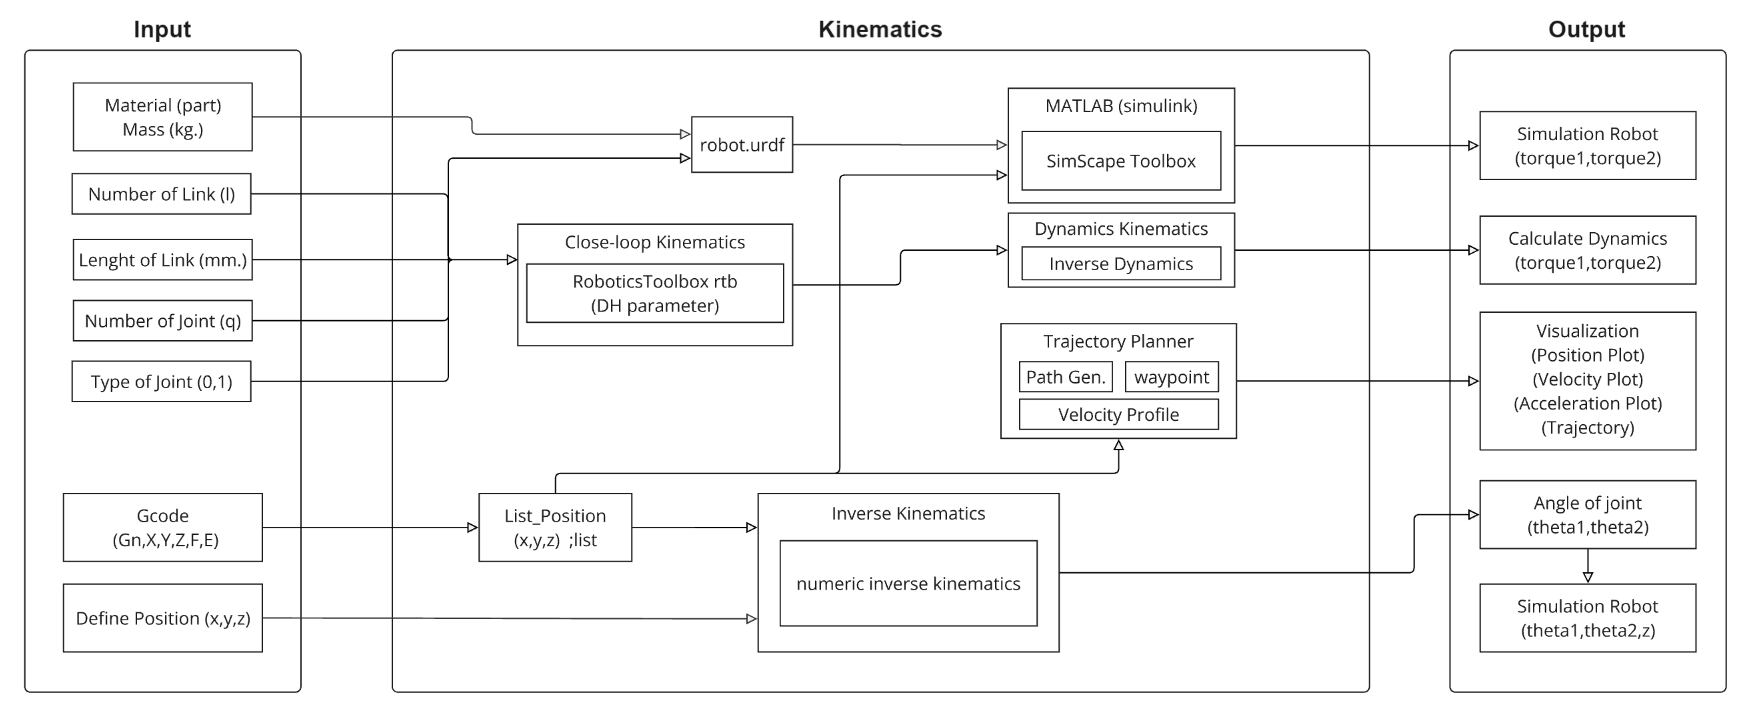 Input
Kinematics
Output
Material (part)
Mass (kg.)
Number of Link (l)
Lenght of Link (mm.)
Number of Joint (q)
Type of Joint (0,1)
Gcode
(Gn,X,Y,Z,F,E)
Define Position (x,y,z)
robot.urdf
Close-loop Kinematics
RoboticsToolbox rtb
(DH parameter)
List_Position
(x,y,z)  ;list
MATLAB (simulink)
SimScape Toolbox
Dynamics Kinematics
Inverse Dynamics
Trajectory Planner
Path Gen.
waypoint
Velocity Profile
Inverse Kinematics
numeric inverse kinematics
Simulation Robot
(torque1,torque2)
Calculate Dynamics
(torque1,torque2)
Visualization
(Position Plot)
(Velocity Plot)
(Acceleration Plot)
(Trajectory)
Angle of joint
(theta1,theta2)
Simulation Robot
(theta1,theta2,z)